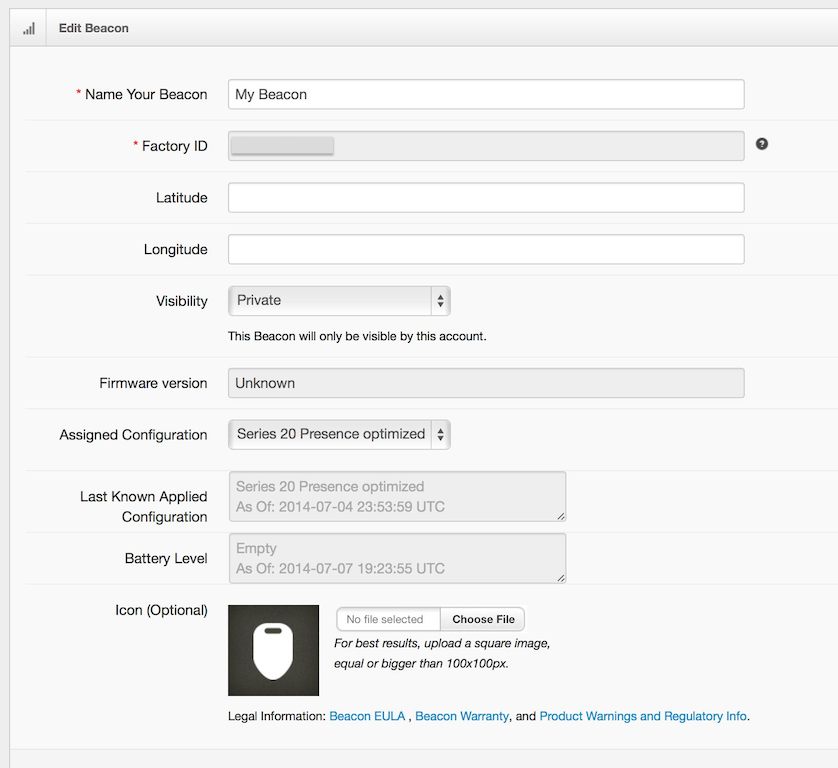 Edit Beacon
* Name Your Beacon My Beacon
* Factory ID ?
Latitude
Longitude
Visibility Private
This Beacon will only be visible by this account.
Firmware version Unknown
Assigned Configuration Series 20 Presence optimized
Last Known Applied Configuration
Series 20 Presence optimized
As Of: 2014-07-04 23:53:59 UTC
Battery Level
Empty
As Of: 2014-07-07 19:23:55 UTC
Icon (Optional)
No file selected Choose File
For best results, upload a square image,
equal or bigger than 100x100px.
Legal Information: Beacon EULA , Beacon Warranty, and Product Warnings and Regulatory Info.